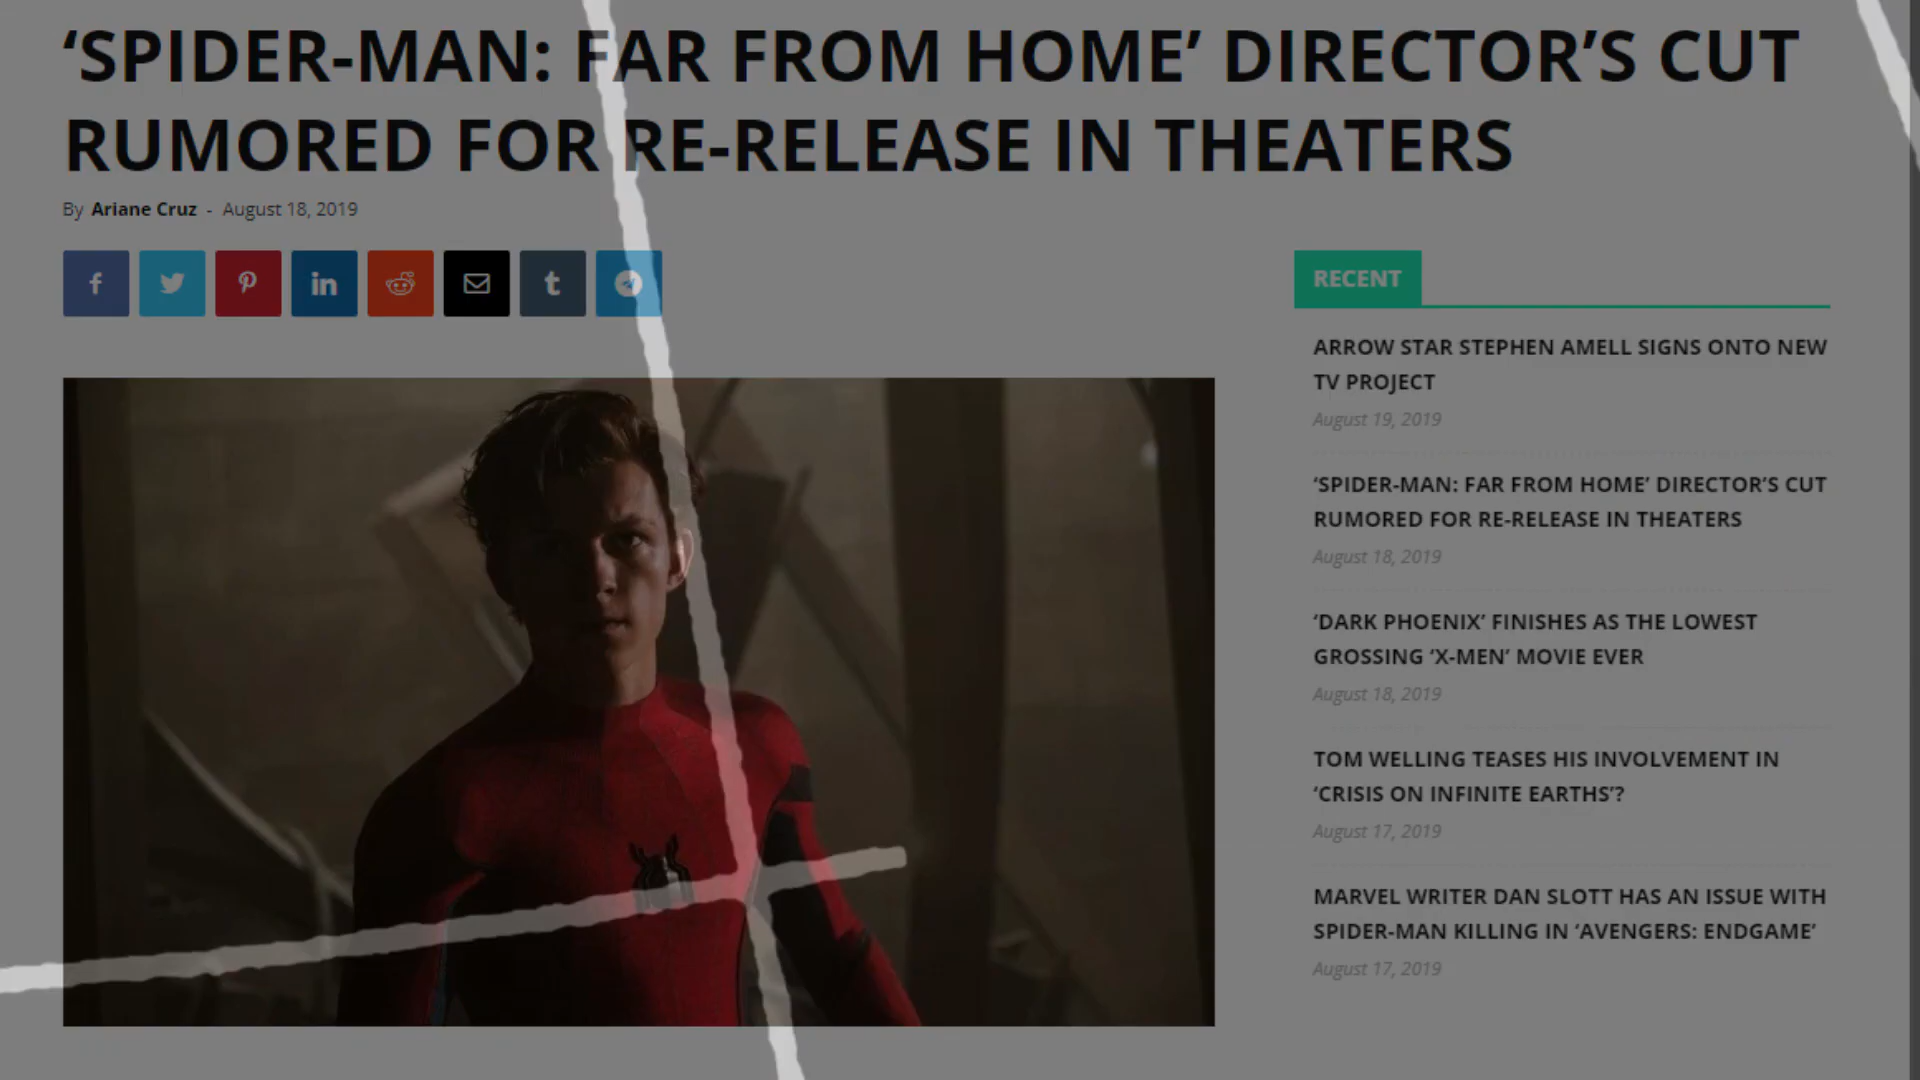 ‘SPIDER-MAN: FAR FROM HOME’ DIRECTOR’S CUT
RUMORED FOR RE-RELEASE IN THEATERS
By Ariane Cruz - August 18, 2019
f
in
t
RECENT
ARROW STAR STEPHEN AMELL SIGNS ONTO NEW
TV PROJECT
August 19, 2019
‘SPIDER-MAN: FAR FROM HOME’ DIRECTOR’S CUT
RUMORED FOR RE-RELEASE IN THEATERS
August 18, 2019
‘DARK PHOENIX’ FINISHES AS THE LOWEST
GROSSING ‘X-MEN’ MOVIE EVER
August 18, 2019
TOM WELLING TEASES HIS INVOLVEMENT IN
‘CRISIS ON INFINITE EARTHS’?
August 17, 2019
MARVEL WRITER DAN SLOTT HAS AN ISSUE WITH
SPIDER-MAN KILLING IN ‘AVENGERS: ENDGAME’
August 17, 2019